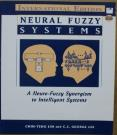 INTERNATIONAL EDITION
NEURAL FUZZY
SYSTEMS
A Neuro-Fuzzy Synergism
to Intelligent Systems
CHIN-TENG LIN and C.S. GEORGE LEE